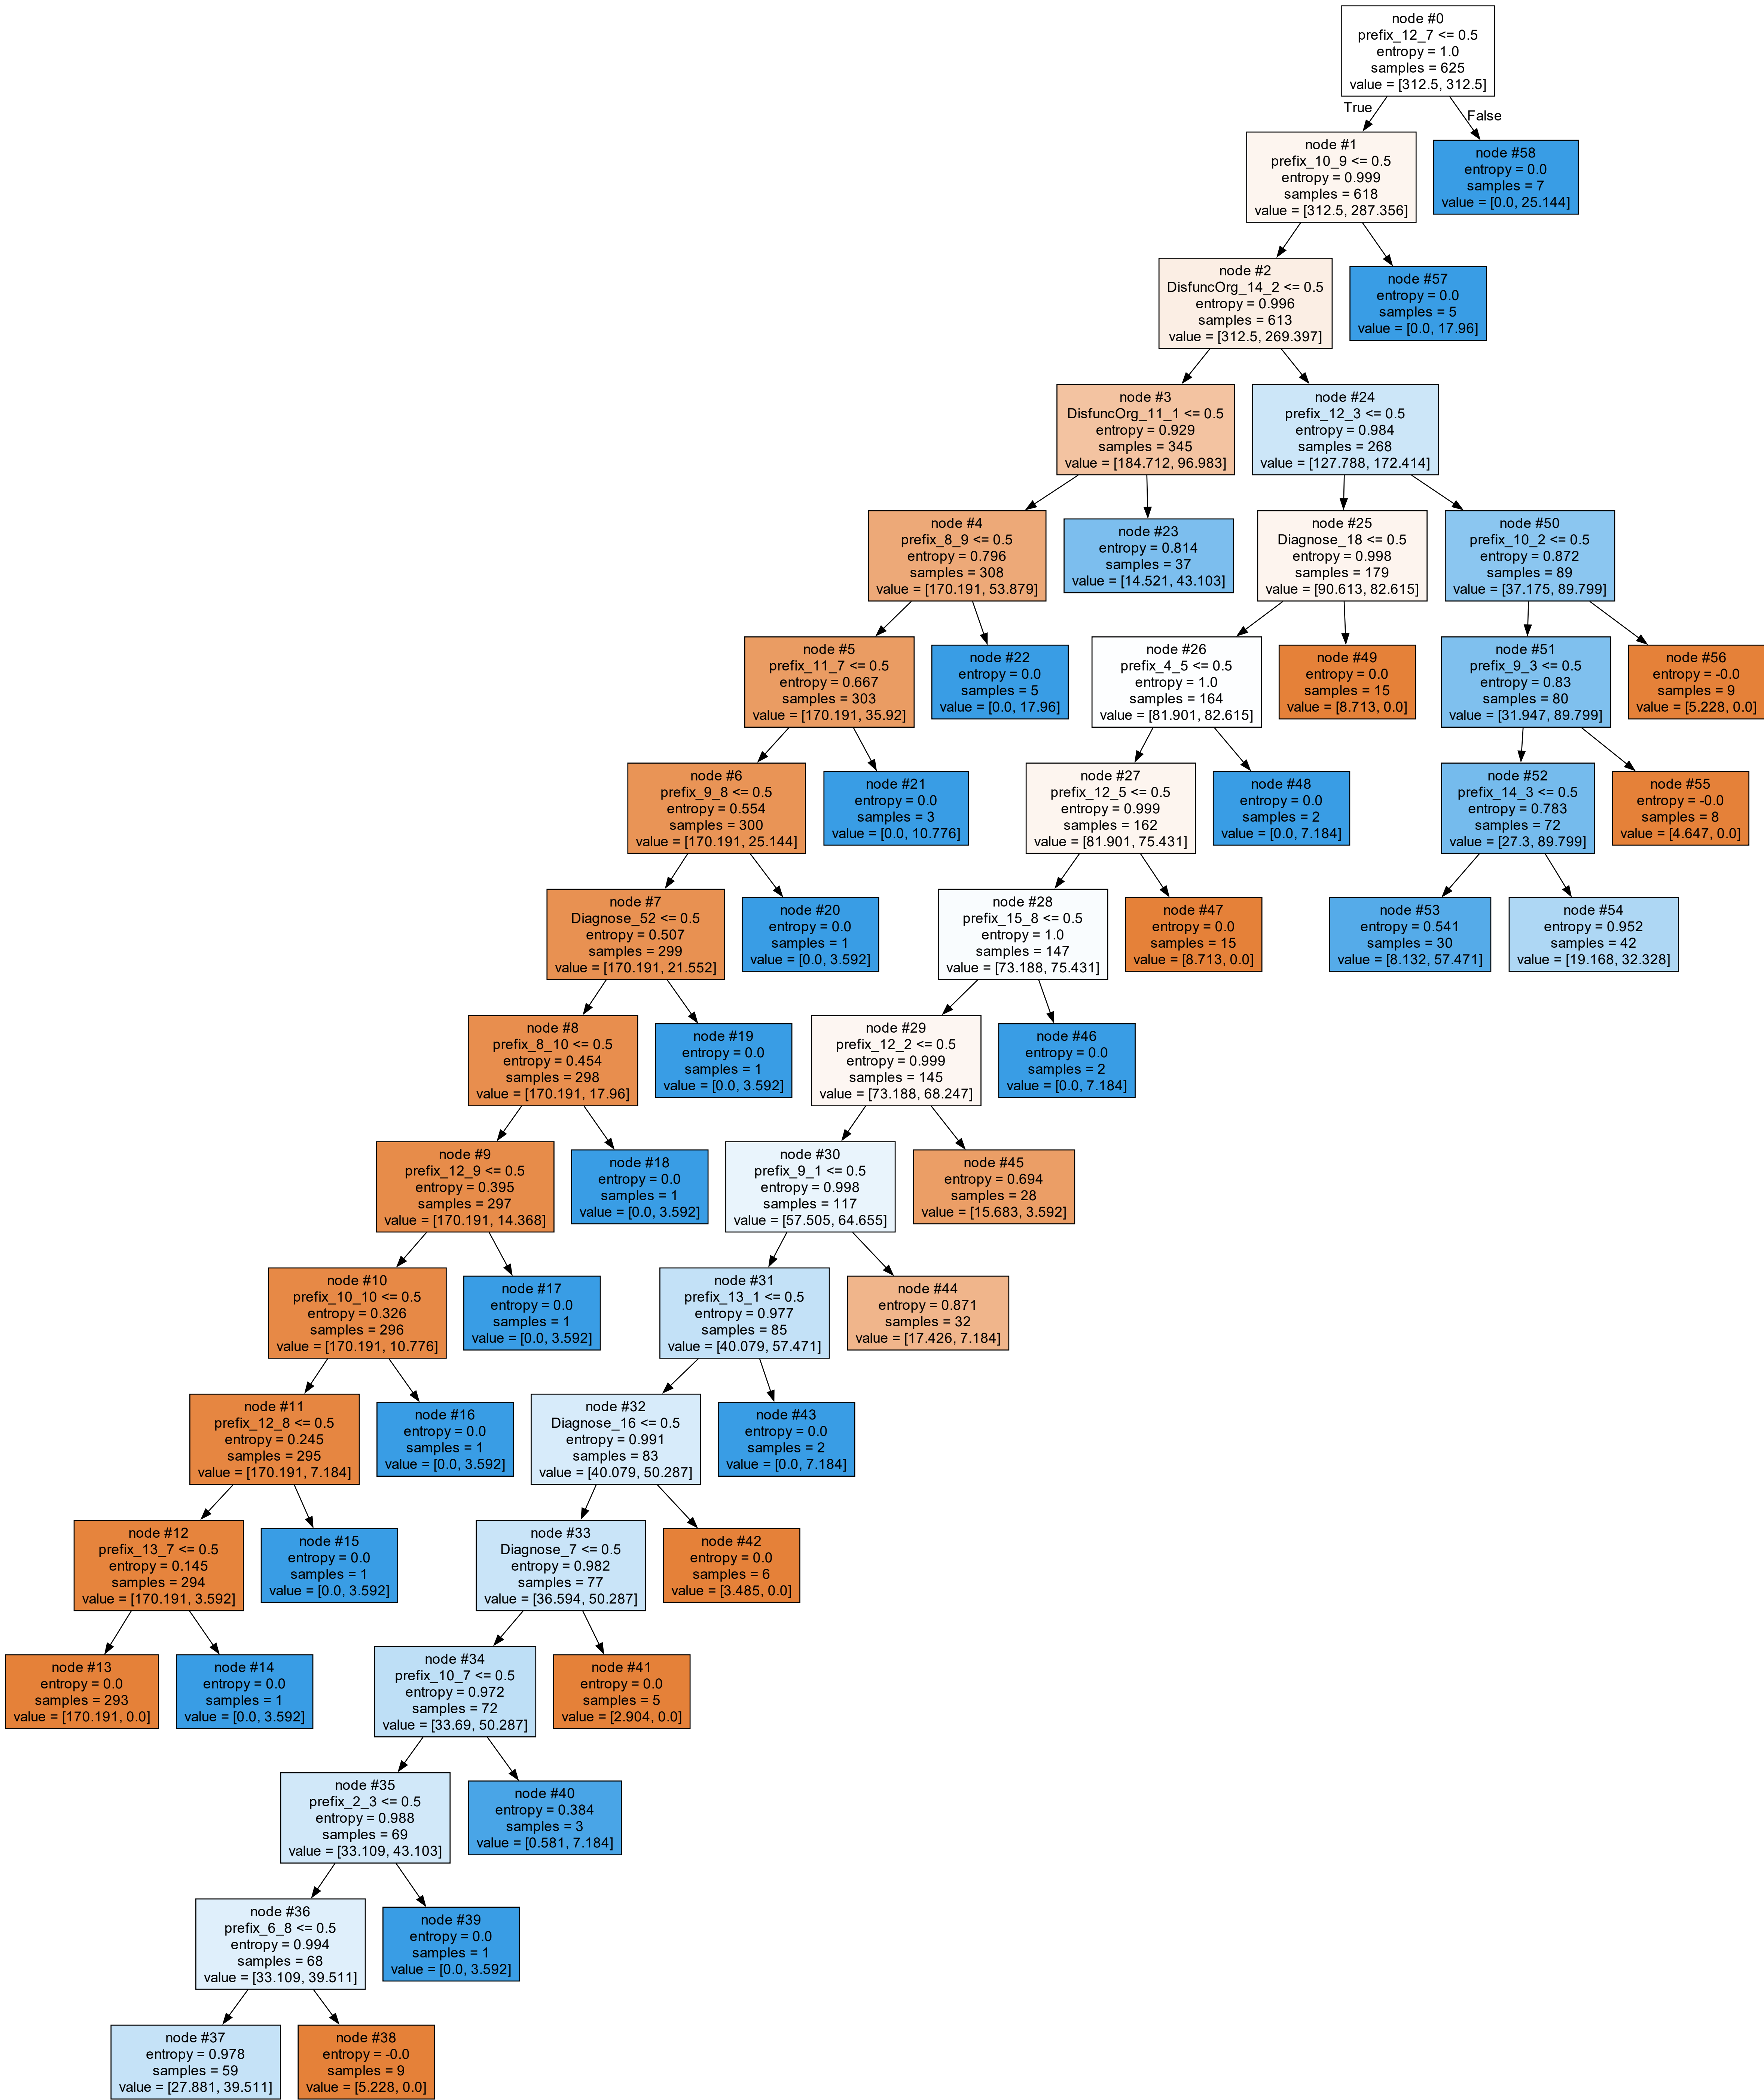 node #0
prefix_12_7 <= 0.5
entropy = 1.0
samples = 625
value = [312.5, 312.5]
True
False
node #1
prefix_10_9 <= 0.5
entropy = 0.999
samples = 618
value = [312.5, 287.356]
node #58
entropy = 0.0
samples = 7
value = [0.0, 25.144]
node #2
DisfuncOrg_14_2 <= 0.5
entropy = 0.996
samples = 613
value = [312.5, 269.397]
node #57
entropy = 0.0
samples = 5
value = [0.0, 17.96]
node #3
DisfuncOrg_11_1 <= 0.5
entropy = 0.929
samples = 345
value = [184.712, 96.983]
node #24
prefix_12_3 <= 0.5
entropy = 0.984
samples = 268
value = [127.788, 172.414]
node #4
prefix_8_9 <= 0.5
entropy = 0.796
samples = 308
value = [170.191, 53.879]
node #23
entropy = 0.814
samples = 37
value = [14.521, 43.103]
node #25
Diagnose_18 <= 0.5
entropy = 0.998
samples = 179
value = [90.613, 82.615]
node #50
prefix_10_2 <= 0.5
entropy = 0.872
samples = 89
value = [37.175, 89.799]
node #5
prefix_11_7 <= 0.5
entropy = 0.667
samples = 303
value = [170.191, 35.92]
node #22
entropy = 0.0
samples = 5
value = [0.0, 17.96]
node #26
prefix_4_5 <= 0.5
entropy = 1.0
samples = 164
value = [81.901, 82.615]
node #49
entropy = 0.0
samples = 15
value = [8.713, 0.0]
node #51
prefix_9_3 <= 0.5
entropy = 0.83
samples = 80
value = [31.947, 89.799]
node #56
entropy = -0.0
samples = 9
value = [5.228, 0.0]
node #6
prefix_9_8 <= 0.5
entropy = 0.554
samples = 300
value = [170.191, 25.144]
node #21
entropy = 0.0
samples = 3
value = [0.0, 10.776]
node #27
prefix_12_5 <= 0.5
entropy = 0.999
samples = 162
value = [81.901, 75.431]
node #48
entropy = 0.0
samples = 2
value = [0.0, 7.184]
node #52
prefix_14_3 <= 0.5
entropy = 0.783
samples = 72
value = [27.3, 89.799]
node #55
entropy = -0.0
samples = 8
value = [4.647, 0.0]
node #7
Diagnose_52 <= 0.5
entropy = 0.507
samples = 299
value = [170.191, 21.552]
node #20
entropy = 0.0
samples = 1
value = [0.0, 3.592]
node #28
prefix_15_8 <= 0.5
entropy = 1.0
samples = 147
value = [73.188, 75.431]
node #47
entropy = 0.0
samples = 15
value = [8.713, 0.0]
node #53
entropy = 0.541
samples = 30
value = [8.132, 57.471]
node #54
entropy = 0.952
samples = 42
value = [19.168, 32.328]
node #8
prefix_8_10 <= 0.5
entropy = 0.454
samples = 298
value = [170.191, 17.96]
node #19
entropy = 0.0
samples = 1
value = [0.0, 3.592]
node #29
prefix_12_2 <= 0.5
entropy = 0.999
samples = 145
value = [73.188, 68.247]
node #46
entropy = 0.0
samples = 2
value = [0.0, 7.184]
node #9
prefix_12_9 <= 0.5
entropy = 0.395
samples = 297
value = [170.191, 14.368]
node #18
entropy = 0.0
samples = 1
value = [0.0, 3.592]
node #30
prefix_9_1 <= 0.5
entropy = 0.998
samples = 117
value = [57.505, 64.655]
node #45
entropy = 0.694
samples = 28
value = [15.683, 3.592]
node #10
prefix_10_10 <= 0.5
entropy = 0.326
samples = 296
value = [170.191, 10.776]
node #17
entropy = 0.0
samples = 1
value = [0.0, 3.592]
node #31
prefix_13_1 <= 0.5
entropy = 0.977
samples = 85
value = [40.079, 57.471]
node #44
entropy = 0.871
samples = 32
value = [17.426, 7.184]
node #11
prefix_12_8 <= 0.5
entropy = 0.245
samples = 295
value = [170.191, 7.184]
node #16
entropy = 0.0
samples = 1
value = [0.0, 3.592]
node #32
Diagnose_16 <= 0.5
entropy = 0.991
samples = 83
value = [40.079, 50.287]
node #43
entropy = 0.0
samples = 2
value = [0.0, 7.184]
node #12
prefix_13_7 <= 0.5
entropy = 0.145
samples = 294
value = [170.191, 3.592]
node #15
entropy = 0.0
samples = 1
value = [0.0, 3.592]
node #33
Diagnose_7 <= 0.5
entropy = 0.982
samples = 77
value = [36.594, 50.287]
node #42
entropy = 0.0
samples = 6
value = [3.485, 0.0]
node #13
entropy = 0.0
samples = 293
value = [170.191, 0.0]
node #14
entropy = 0.0
samples = 1
value = [0.0, 3.592]
node #34
prefix_10_7 <= 0.5
entropy = 0.972
samples = 72
value = [33.69, 50.287]
node #41
entropy = 0.0
samples = 5
value = [2.904, 0.0]
node #35
prefix_2_3 <= 0.5
entropy = 0.988
samples = 69
value = [33.109, 43.103]
node #40
entropy = 0.384
samples = 3
value = [0.581, 7.184]
node #36
prefix_6_8 <= 0.5
entropy = 0.994
samples = 68
value = [33.109, 39.511]
node #39
entropy = 0.0
samples = 1
value = [0.0, 3.592]
node #37
entropy = 0.978
samples = 59
value = [27.881, 39.511]
node #38
entropy = -0.0
samples = 9
value = [5.228, 0.0]